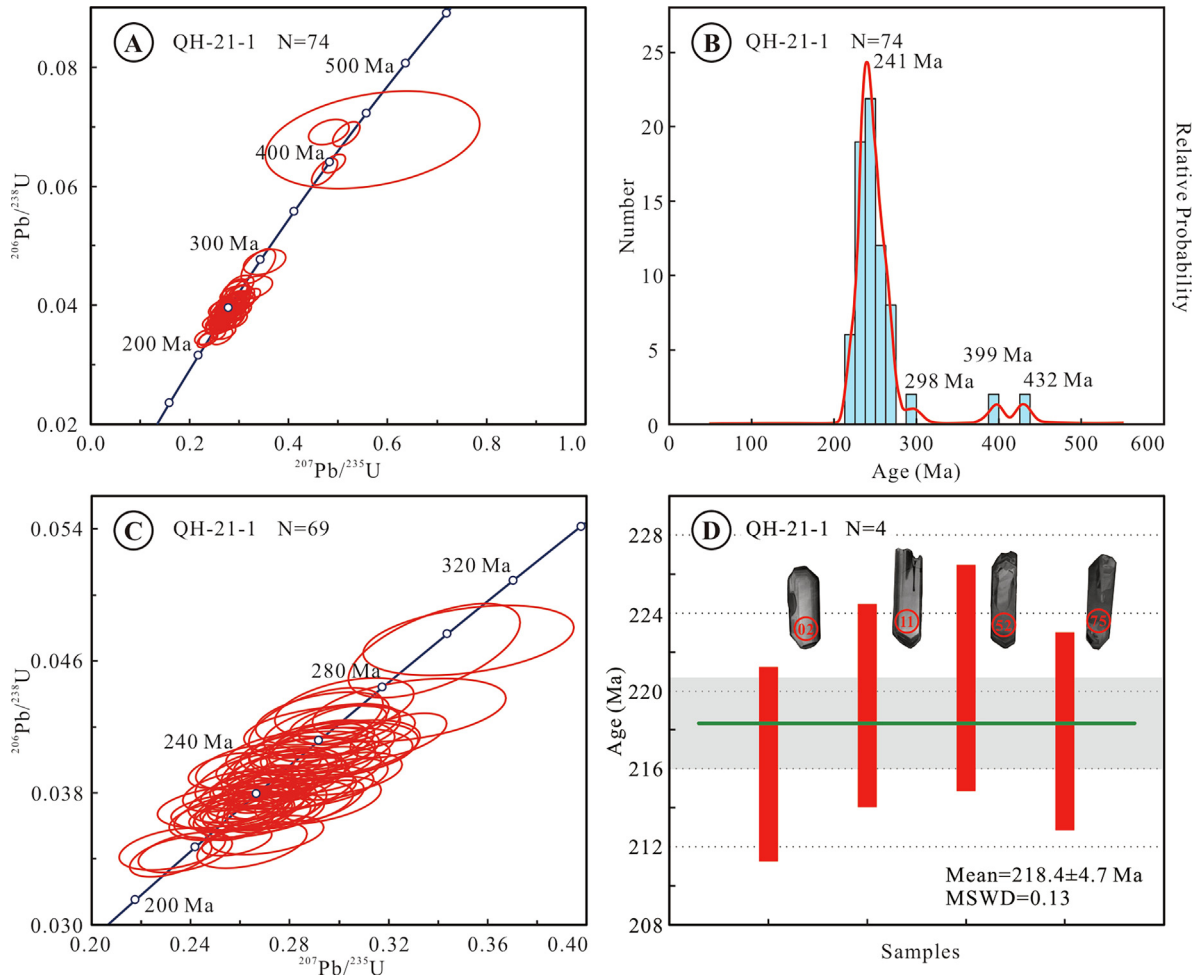 A QH-21-1 N=74
0.02
0.04
0.06
0.08
0.0
0.2
0.4
0.6
0.8
1.0
200 Ma
300 Ma
400 Ma
500 Ma
206Pb/238U
207Pb/235U
B QH-21-1 N=74
241 Ma
298 Ma
399 Ma
432 Ma
0
5
10
15
20
25
0
100
200
300
400
500
600
Number
Relative Probability
Age (Ma)
C QH-21-1 N=69
0.030
0.038
0.046
0.054
0.20
0.24
0.28
0.32
0.36
0.40
200 Ma
240 Ma
280 Ma
320 Ma
206Pb/238U
207Pb/235U
D QH-21-1 N=4
208
212
216
220
224
228
02
11
75
Mean=218.4±4.7 Ma
MSWD=0.13
Age (Ma)
Samples